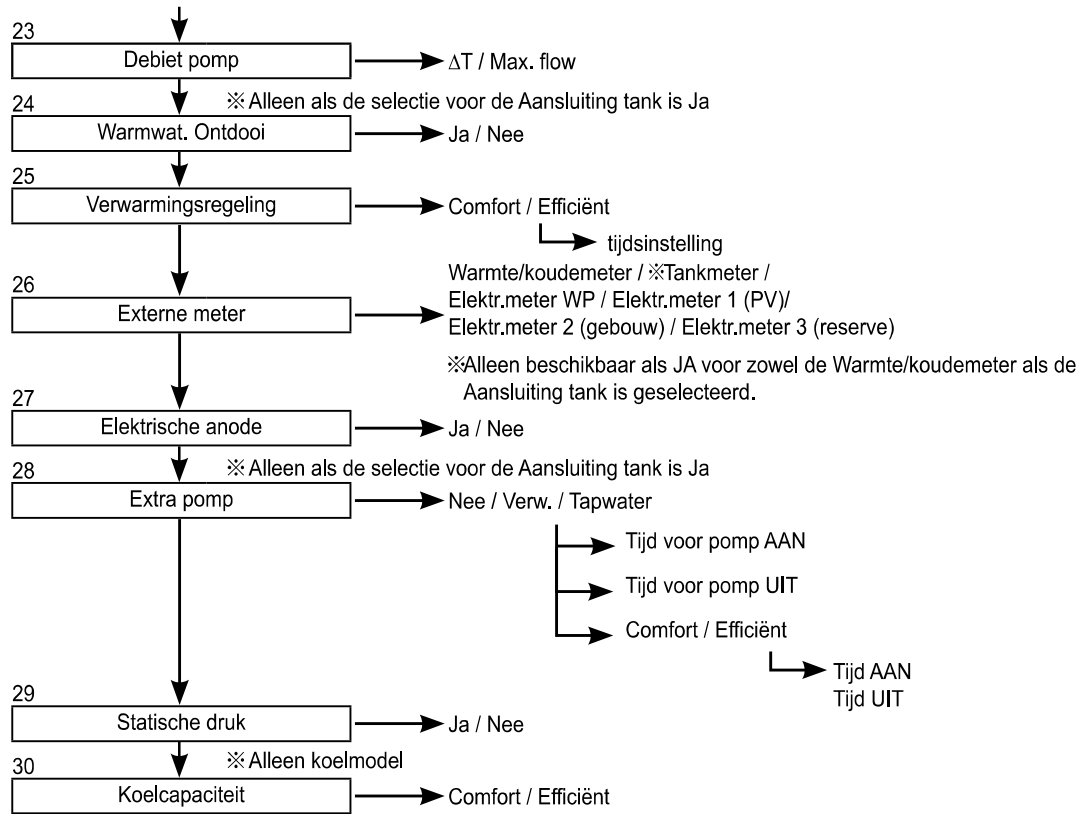 23
Debiet pomp
ΔT / Max. flow
※Alleen als de selectie voor de Aansluiting tank is Ja
24
Warmwat. Ontdooi
Ja / Nee
25
Verwarmingsregeling
Comfort / Efficiënt
tijdsinstelling
26
Externe meter
Warmte/koudemeter / ※Tankmeter /
Elektr.meter WP / Elektr.meter 1 (PV)/
Elektr.meter 2 (gebouw) / Elektr.meter 3 (reserve)
※Alleen beschikbaar als JA voor zowel de Warmte/koudemeter als de
Aansluiting tank is geselecteerd.
27
Elektrische anode
Ja / Nee
※Alleen als de selectie voor de Aansluiting tank is Ja
28
Extra pomp
Nee / Verw. / Tapwater
Tijd voor pomp AAN
Tijd voor pomp UIT
Comfort / Efficiënt
Tijd AAN
Tijd UIT
29
Statische druk
Ja / Nee
※Alleen koelmodel
30
Koelcapaciteit
Comfort / Efficiënt